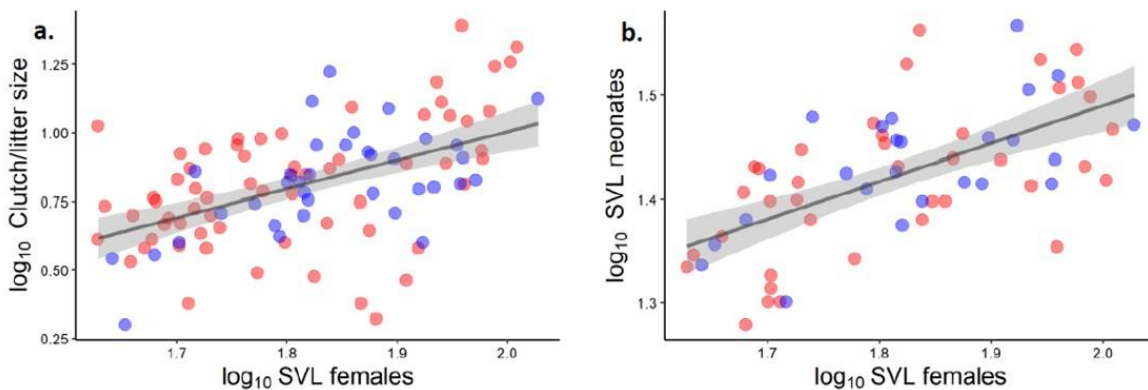 a.
log10 Clutch/litter size
1.25
1.00
0.75
0.50
0.25
1.7 1.8 1.9 2.0
log10 SVL females
b.
log10 SVL neonates
1.5
1.4
1.3
1.7 1.8 1.9 2.0
log10 SVL females